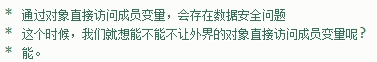 * 通过对象直接访问成员变量，会存在数据安全问题
* 这个时候，我们就想能不能不让外界的对象直接访问成员变量呢？
* 能。